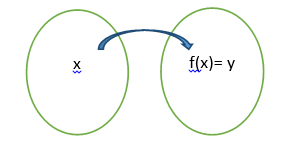 x
f(x)= y